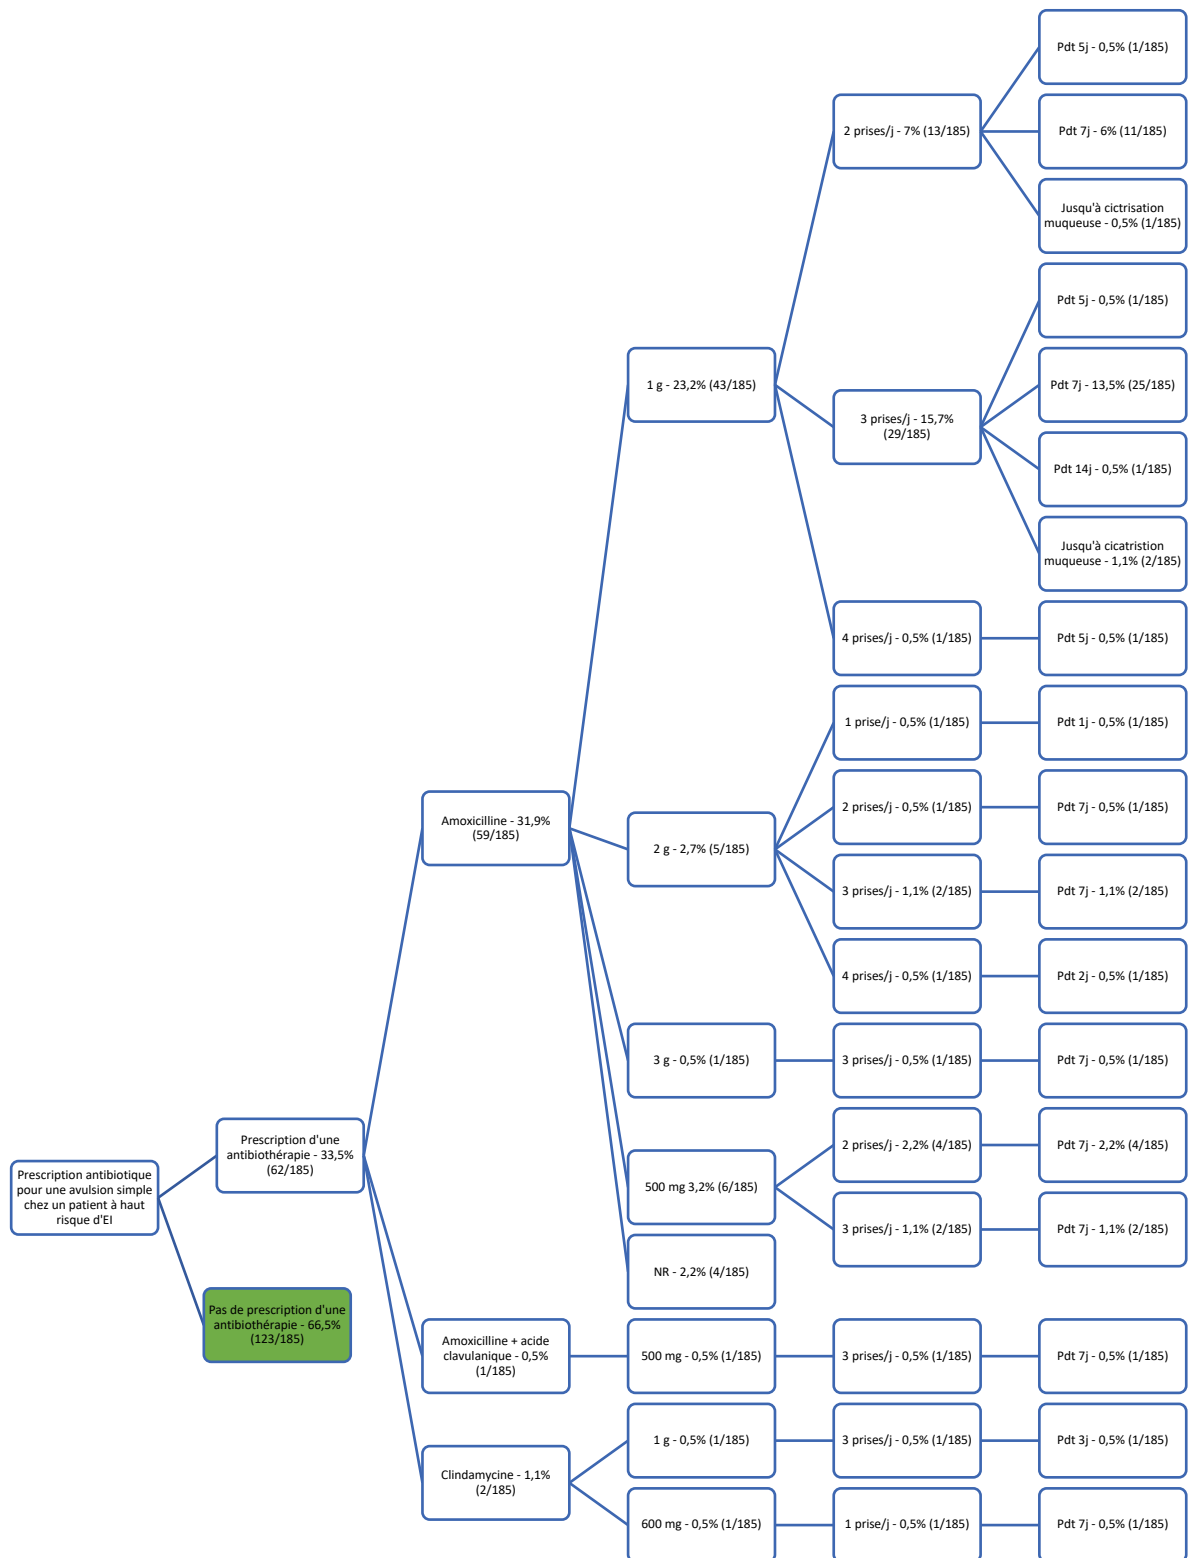 Prescription antibiotique
pour une avulsion simple
chez un patient à haut
risque d'EI
Prescription d'une
antibiothérapie - 33,5%
(62/185)
Pas de prescription d'une
antibiothérapie - 66,5%
(123/185)
Amoxicilline - 31,9%
(59/185)
1 g - 23,2% (43/185)
2 prises/j - 7% (13/185)
Pdt 5j - 0,5% (1/185)
Pdt 7j - 6% (11/185)
Jusqu'à cictrisation
muqueuse - 0,5% (1/185)
3 prises/j - 15,7%
(29/185)
Pdt 5j - 0,5% (1/185)
Pdt 7j - 13,5% (25/185)
Pdt 14j - 0,5% (1/185)
Jusqu'à cicatristion
muqueuse - 1,1% (2/185)
4 prises/j - 0,5% (1/185)
Pdt 5j - 0,5% (1/185)
2 g - 2,7% (5/185)
1 prise/j - 0,5% (1/185)
Pdt 1j - 0,5% (1/185)
2 prises/j - 0,5% (1/185)
Pdt 7j - 0,5% (1/185)
3 prises/j - 1,1% (2/185)
Pdt 7j - 1,1% (2/185)
4 prises/j - 0,5% (1/185)
Pdt 2j - 0,5% (1/185)
3 g - 0,5% (1/185)
3 prises/j - 0,5% (1/185)
Pdt 7j - 0,5% (1/185)
500 mg 3,2% (6/185)
2 prises/j - 2,2% (4/185)
Pdt 7j - 2,2% (4/185)
3 prises/j - 1,1% (2/185)
Pdt 7j - 1,1% (2/185)
NR - 2,2% (4/185)
Amoxicilline + acide
clavulanique - 0,5%
(1/185)
500 mg - 0,5% (1/185)
3 prises/j - 0,5% (1/185)
Pdt 7j - 0,5% (1/185)
Clindamycine - 1,1%
(2/185)
1 g - 0,5% (1/185)
3 prises/j - 0,5% (1/185)
Pdt 3j - 0,5% (1/185)
600 mg - 0,5% (1/185)
1 prise/j - 0,5% (1/185)
Pdt 7j - 0,5% (1/185)